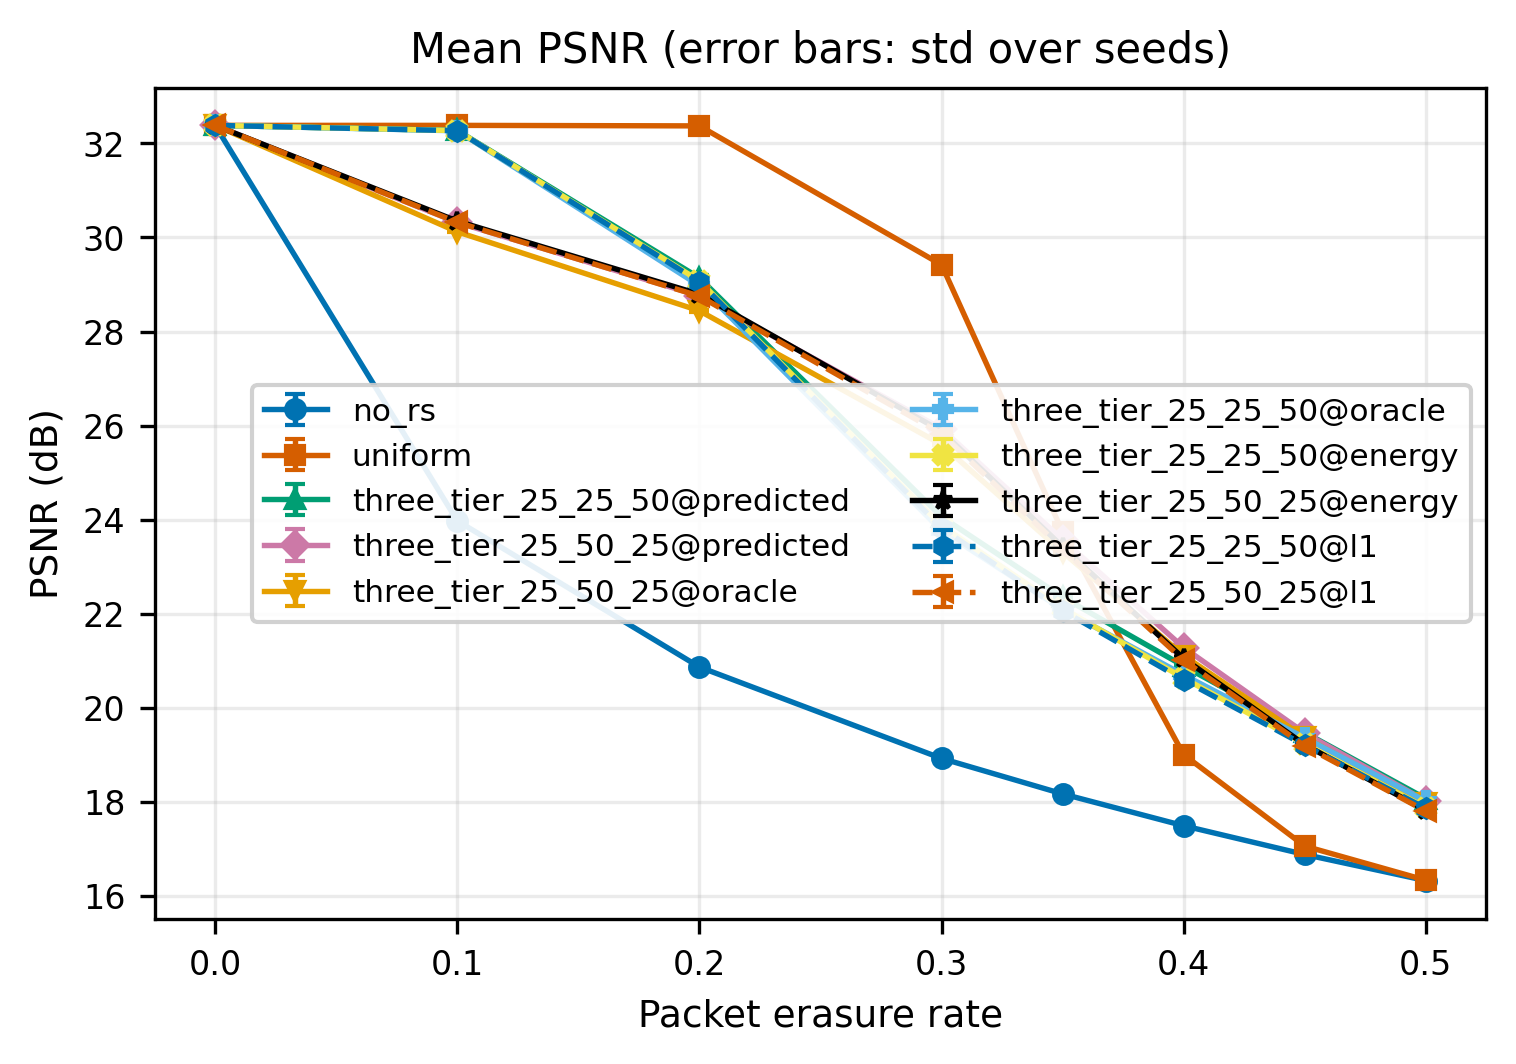 Mean PSNR (error bars: std over seeds)
32
30
28
26
24
22
20
18
16
PSNR (dB)
no_rs
uniform
three_tier_25_25_50@predicted
three_tier_25_50_25@predicted
three_tier_25_50_25@oracle
three_tier_25_25_50@oracle
three_tier_25_25_50@energy
three_tier_25_50_25@energy
three_tier_25_25_50@l1
three_tier_25_50_25@l1
0.0 0.1 0.2 0.3 0.4 0.5
Packet erasure rate